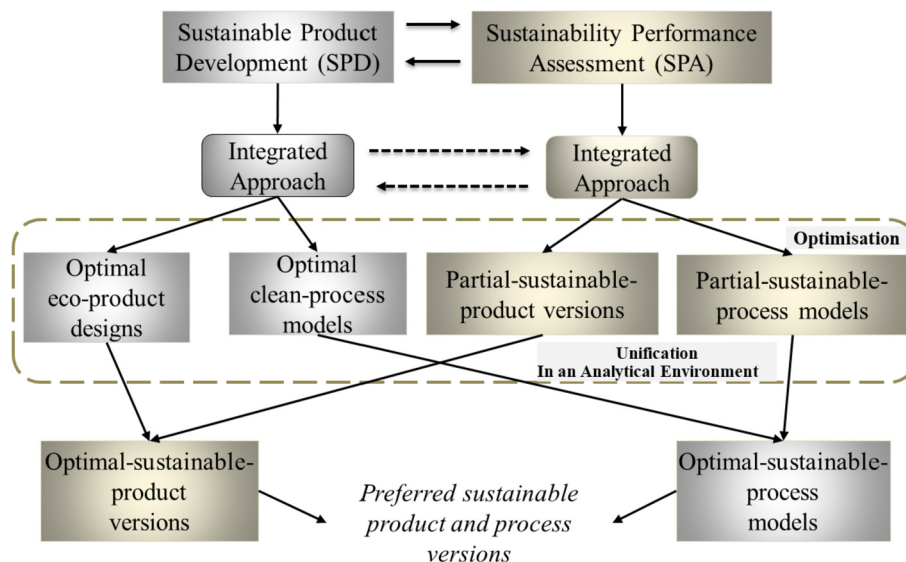 Sustainable Product
Development (SPD)
Sustainability Performance
Assessment (SPA)
Integrated
Approach
Integrated
Approach
Optimisation
Optimal
eco-product
designs
Optimal
clean-process
models
Partial-sustainable-
product versions
Partial-sustainable-
process models
Unification
In an Analytical Environment
Optimal-sustainable-
product
versions
Optimal-sustainable-
process
models
Preferred sustainable
product and process
versions